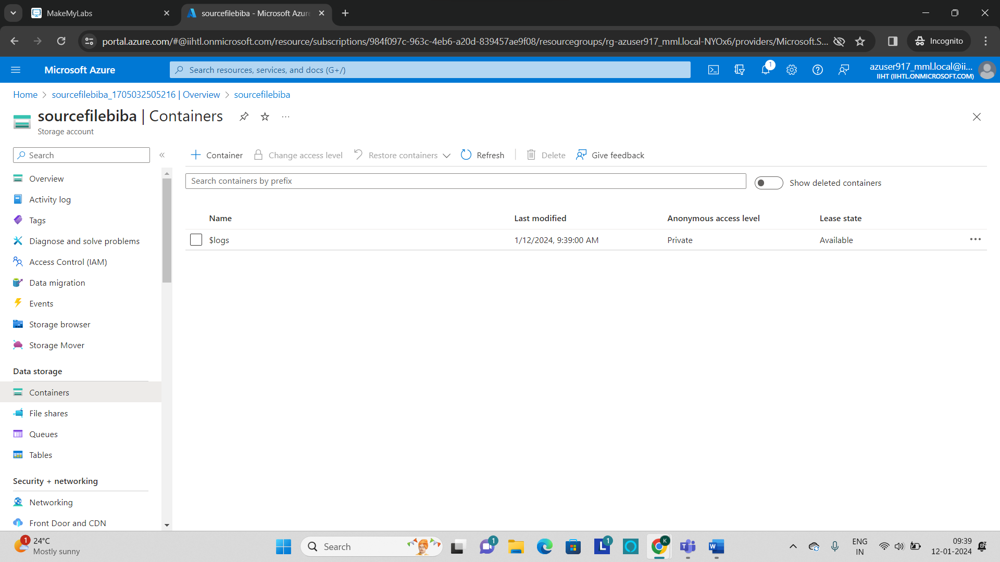 MakeMyLabs
sourcefilebiba - Microsoft Azure
portal.azure.com/#@iihtl.onmicrosoft.com/resource/subscriptions/984f097c-963c-4eb6-a20d-839457ae9f08/resourcegroups/rg-azuser917_mml.local-NYOx6/providers/Microsoft.S...
Incognito
Microsoft Azure
Search resources, services, and docs (G+/)
1
azuser917_mml.local@ii...
IIHT (IIHTL.ONMICROSOFT.COM)
Home > sourcefilebiba_1705032505216 | Overview > sourcefilebiba
sourcefilebiba | Containers
Storage account
Search
Container
Change access level
Restore containers
Refresh
Delete
Give feedback
Search containers by prefix
Show deleted containers
Name Last modified Anonymous access level Lease state
$logs 1/12/2024, 9:39:00 AM Private Available
Overview
Activity log
Tags
Diagnose and solve problems
Access Control (IAM)
Data migration
Events
Storage browser
Storage Mover
Data storage
Containers
File shares
Queues
Tables
Security + networking
Networking
Front Door and CDN
1
24°C
Mostly sunny
Search
1
L
1
K
T
W
ENG
IN
09:39
12-01-2024